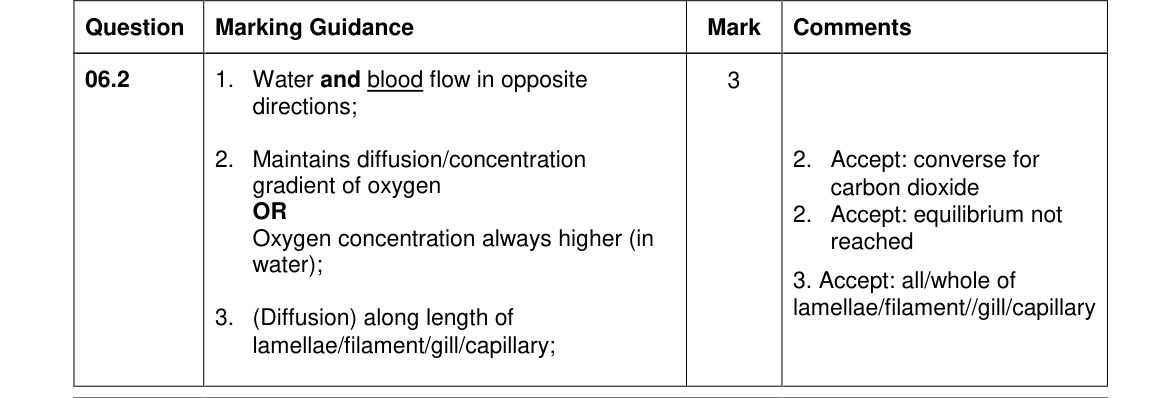 Question Marking Guidance Mark Comments
06.2 1. Water and blood flow in opposite 3
directions;
2. Maintains diffusion/concentration
gradient of oxygen
OR
Oxygen concentration always higher (in
water);
3. (Diffusion) along length of
lamellae/filament/gill/capillary;
2. Accept: converse for
carbon dioxide
2. Accept: equilibrium not
reached
3. Accept: all/whole of
lamellae/filament//gill/capillary